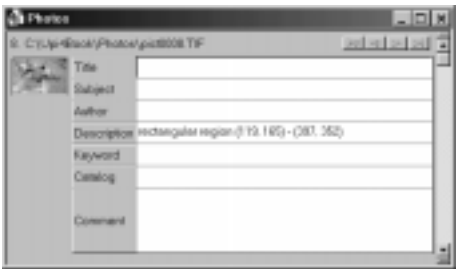 Photos
Title
Subject
Author
Description rectangular region (119, 165) - (387, 352)
Keyword
Catalog
Comment